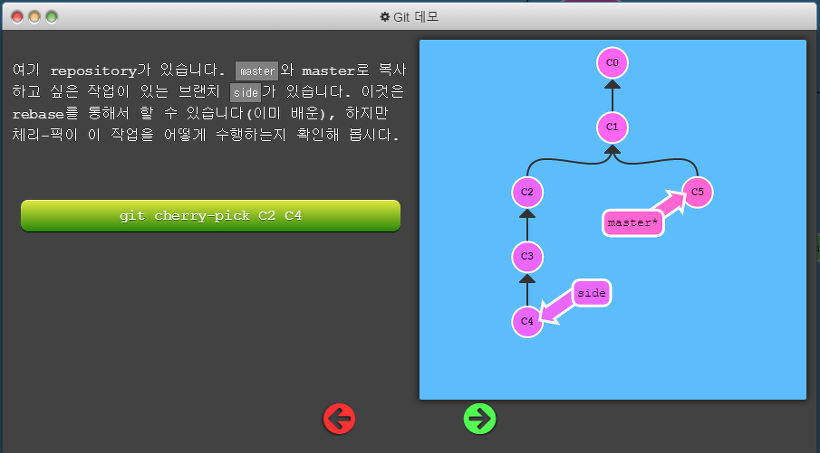 Git 데모
여기 repository가 있습니다. master와 master로 복사
하고 싶은 작업이 있는 브랜치 side가 있습니다. 이것은
rebase를 통해서 할 수 있습니다(이미 배운), 하지만
체리-픽이 이 작업을 어떻게 수행하는지 확인해 봅시다.
git cherry-pick C2 C4
C0
C1
C2
C5
master*
C3
side
C4